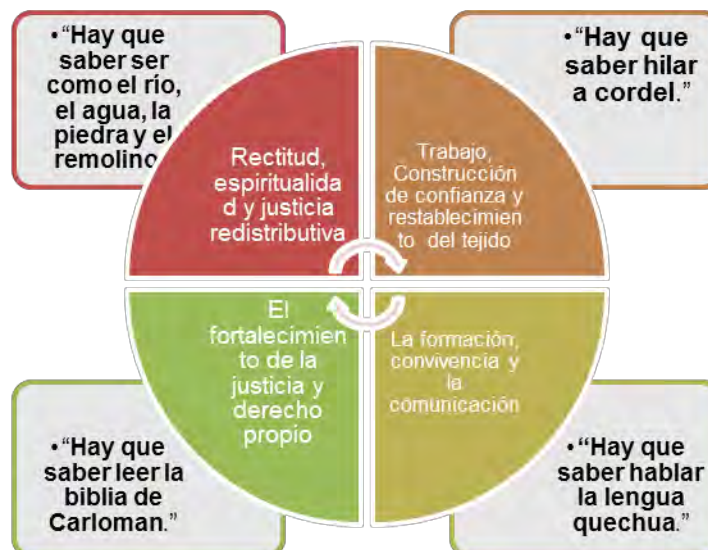 •“Hay que
saber ser
como el río,
el agua, la
piedra y el
remolino
•“Hay que
saber hilar
a cordel.”
Rectitud,
espiritualida
d y justicia
redistributiva
Trabajo,
Construcción
de confianza y
restablecimien
to del tejido
El
fortalecimien
to de la
justicia y
derecho
propio
La formación,
convivencia y
la
comunicación
•“Hay que
saber leer la
biblia de
Carloman.”
•“Hay que
saber hablar
la lengua
quechua.”